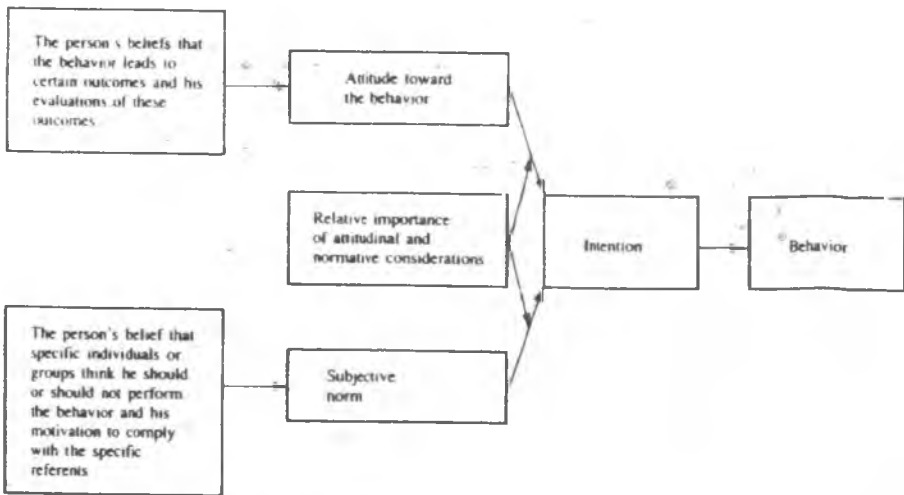 The person's beliefs that
the behavior leads to
certain outcomes and his
evaluations of these
outcomes
Attitude toward
the behavior
Relative importance
of attitudinal and
normative considerations
Intention
Behavior
The person's belief that
specific individuals or
groups think he should
or should not perform
the behavior and his
motivation to comply
with the specific
referents
Subjective
norm